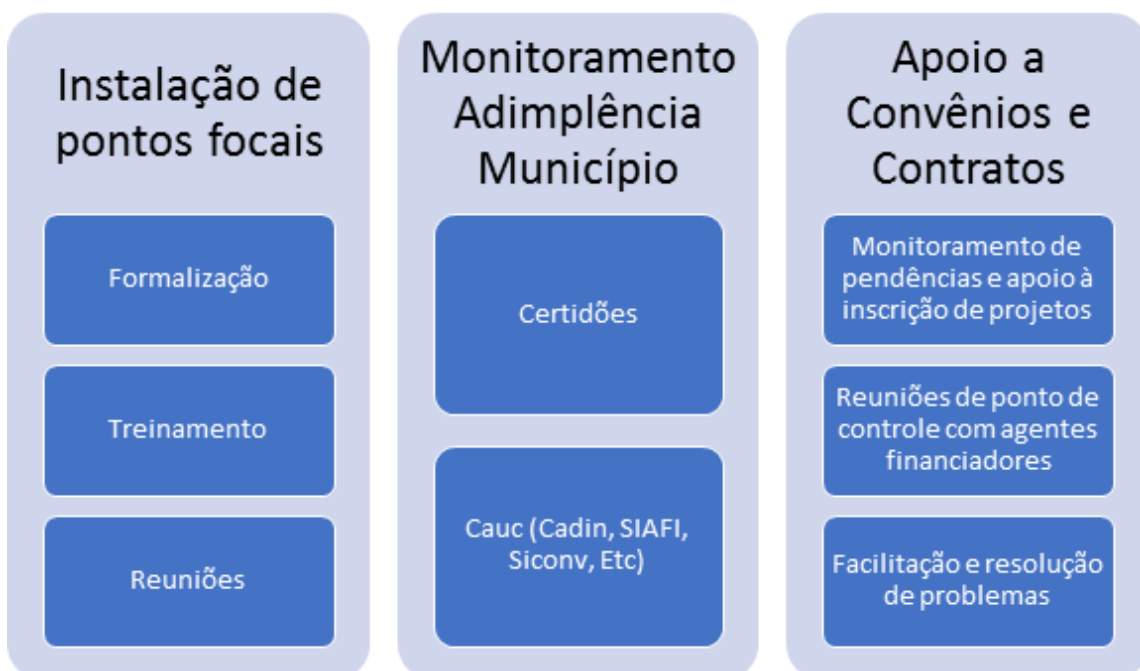 Instalação de
pontos focais
Formalização
Treinamento
Reuniões
Monitoramento
Adimplência
Município
Certidões
Cauc (Cadin, SIAFI,
Siconv, Etc)
Apoio a
Convênios e
Contratos
Monitoramento de
pendências e apoio à
inscrição de projetos
Reuniões de ponto de
controle com agentes
financiadores
Facilitação e resolução
de problemas